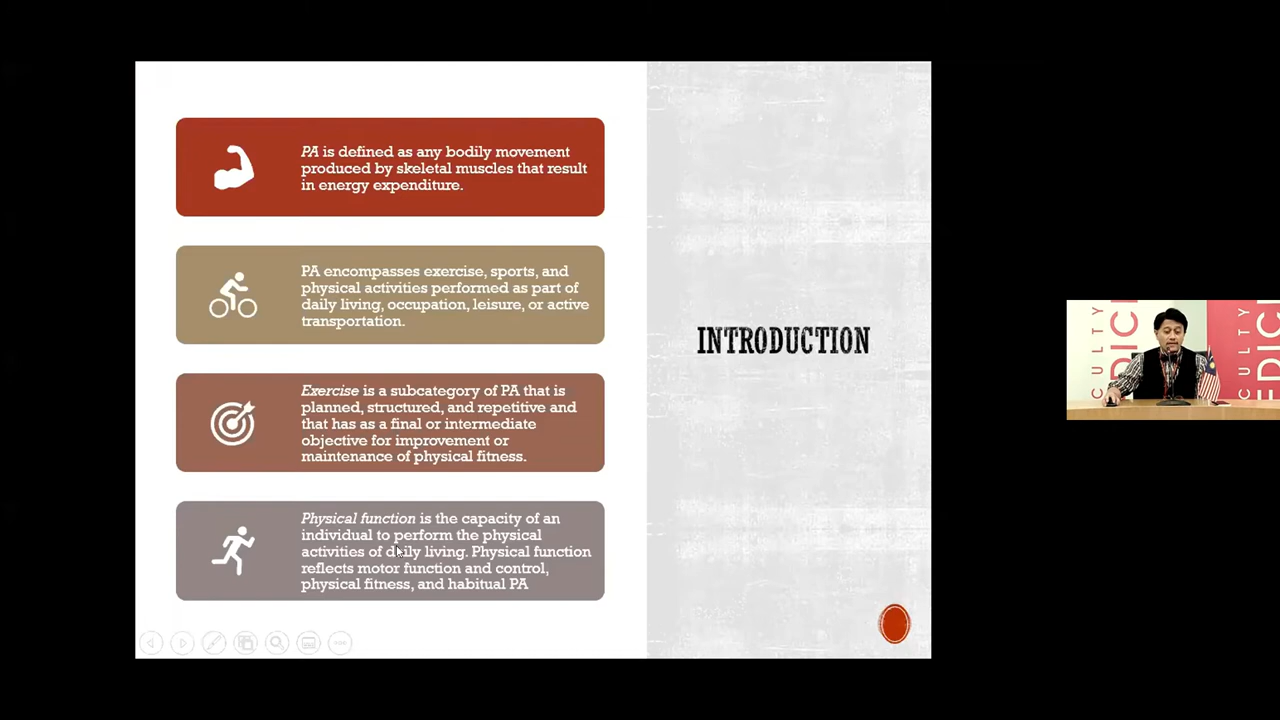 PA is defined as any bodily movement
produced by skeletal muscles that result
in energy expenditure.
PA encompasses exercise, sports, and
physical activities performed as part of
daily living, occupation, leisure, or active
transportation.
Exercise is a subcategory of PA that is
planned, structured, and repetitive and
that has as a final or intermediate
objective for improvement or
maintenance of physical fitness.
Physical function is the capacity of an
individual to perform the physical
activities of daily living. Physical function
reflects motor function and control,
physical fitness, and habitual PA
INTRODUCTION
CULTY
EDICI
CULTY
EDICI